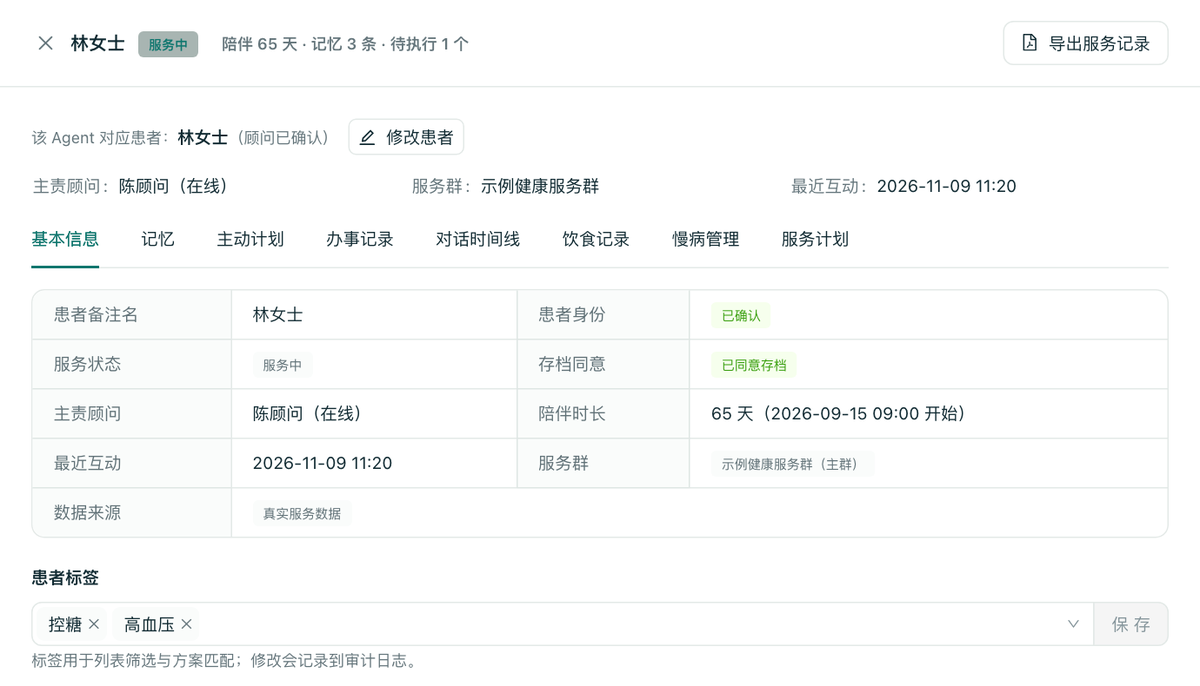 林女士 服务中 陪伴 65 天 · 记忆 3 条 · 待执行 1 个 导出服务记录
该 Agent 对应患者: 林女士 (顾问已确认) 修改患者
主责顾问: 陈顾问（在线） 服务群: 示例健康服务群 最近互动: 2026-11-09 11:20
基本信息 记忆 主动计划 办事记录 对话时间线 饮食记录 慢病管理 服务计划
患者备注名 林女士 患者身份 已确认
服务状态 服务中 存档同意 已同意存档
主责顾问 陈顾问（在线） 陪伴时长 65 天（2026-09-15 09:00 开始）
最近互动 2026-11-09 11:20 服务群 示例健康服务群（主群）
数据来源 真实服务数据
患者标签
控糖 高血压 保存
标签用于列表筛选与方案匹配；修改会记录到审计日志。